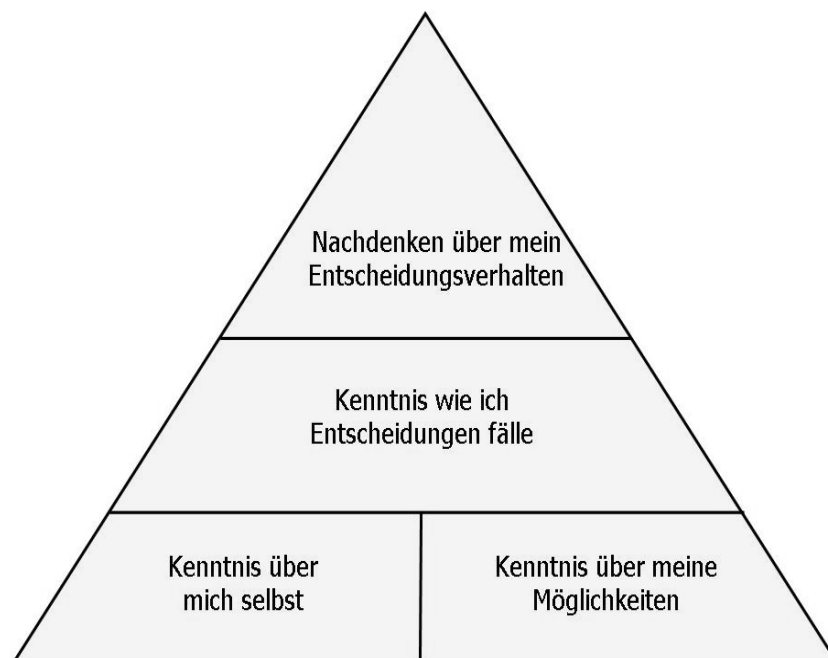 Nachdenken über mein
Entscheidungsverhalten
Kenntnis wie ich
Entscheidungen fälle
Kenntnis über
mich selbst
Kenntnis über meine
Möglichkeiten